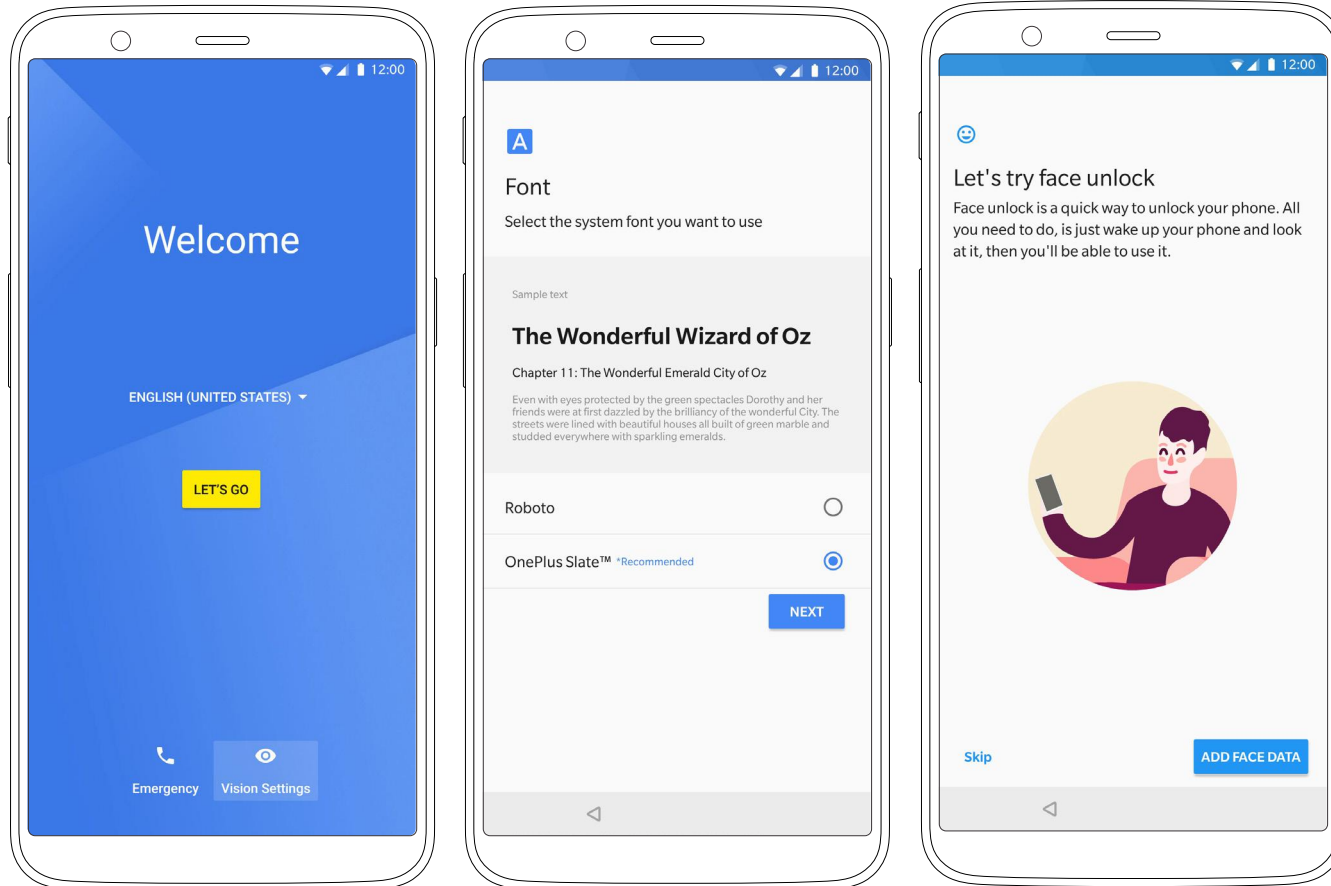 12:00
Welcome
ENGLISH (UNITED STATES)
LET'S GO
Emergency
Vision Settings
12:00
A
Font
Select the system font you want to use
Sample text
The Wonderful Wizard of Oz
Chapter 11: The Wonderful Emerald City of Oz
Even with eyes protected by the green spectacles Dorothy and her
friends were at first dazzled by the brilliancy of the wonderful City. The
streets were lined with beautiful houses all built of green marble and
studded everywhere with sparkling emeralds.
Roboto
OnePlus Slate™ *Recommended
NEXT
12:00
Let's try face unlock
Face unlock is a quick way to unlock your phone. All
you need to do, is just wake up your phone and look
at it, then you'll be able to use it.
Skip
ADD FACE DATA